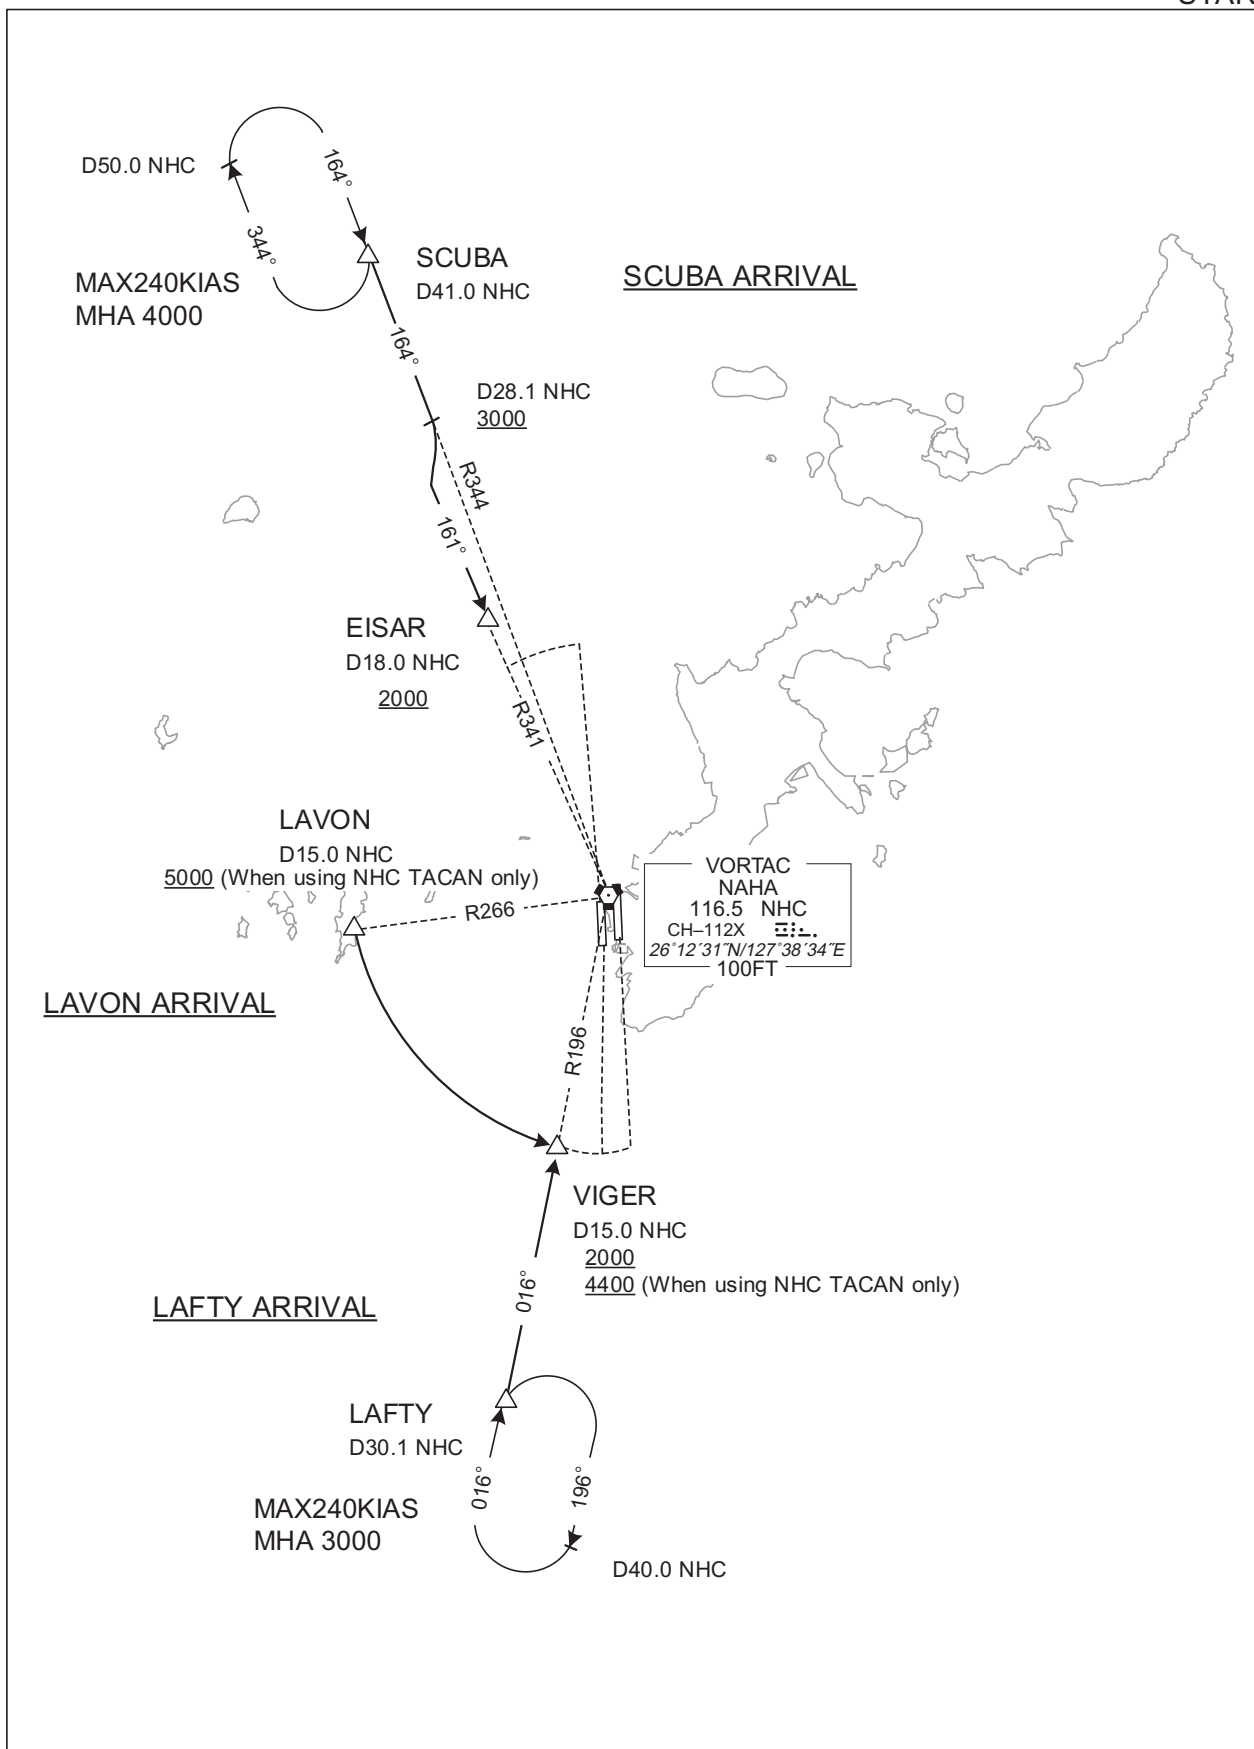 D50.0 NHC
164°
344°
MAX240KIAS
MHA 4000
SCUBA
D41.0 NHC
SCUBA ARRIVAL
164°
D28.1 NHC
3000
R344
161°
EISAR
D18.0 NHC
2000
R341
LAVON
D15.0 NHC
5000 (When using NHC TACAN only)
R266
VORTAC
NAHA
116.5 NHC
CH–112X
26°12´31˝N/127°38´34˝E
100FT
LAVON ARRIVAL
R196
VIGER
D15.0 NHC
2000
4400 (When using NHC TACAN only)
016°
LAFTY ARRIVAL
LAFTY
D30.1 NHC
016°
196°
MAX240KIAS
MHA 3000
D40.0 NHC